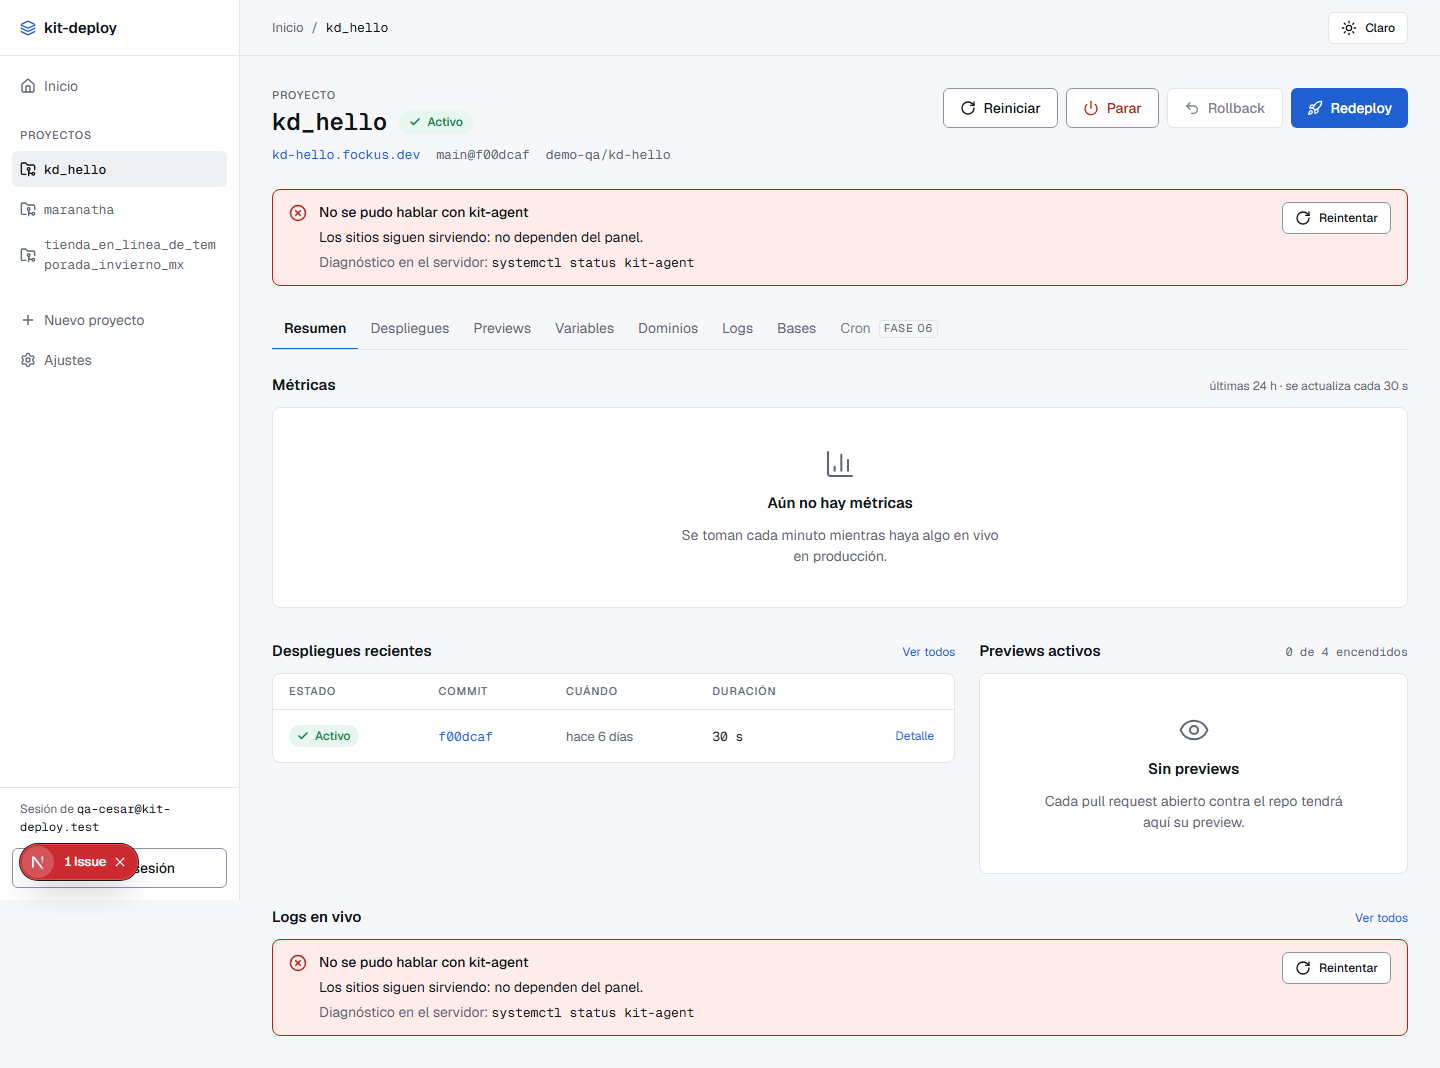 kit-deploy
Inicio / kd_hello
Claro
Inicio
PROYECTOS
kd_hello
maranatha
tienda_en_linea_de_tem
porada_invierno_mx
Nuevo proyecto
Ajustes
Sesión de qa-cesar@kit-
deploy.test
1 Issue
sesión
PROYECTO
kd_hello
Activo
Reiniciar
Parar
Rollback
Redeploy
kd-hello.fockus.dev main@f00dcaf demo-qa/kd-hello
No se pudo hablar con kit-agent
Los sitios siguen sirviendo: no dependen del panel.
Diagnóstico en el servidor: systemctl status kit-agent
Reintentar
Resumen Despliegues Previews Variables Dominios Logs Bases Cron FASE 06
Métricas
últimas 24 h · se actualiza cada 30 s
Aún no hay métricas
Se toman cada minuto mientras haya algo en vivo
en producción.
Despliegues recientes
Ver todos
ESTADO COMMIT CUÁNDO DURACIÓN
Activo f00dcaf hace 6 días 30 s Detalle
Previews activos
0 de 4 encendidos
Sin previews
Cada pull request abierto contra el repo tendrá
aquí su preview.
Logs en vivo
Ver todos
No se pudo hablar con kit-agent
Los sitios siguen sirviendo: no dependen del panel.
Diagnóstico en el servidor: systemctl status kit-agent
Reintentar